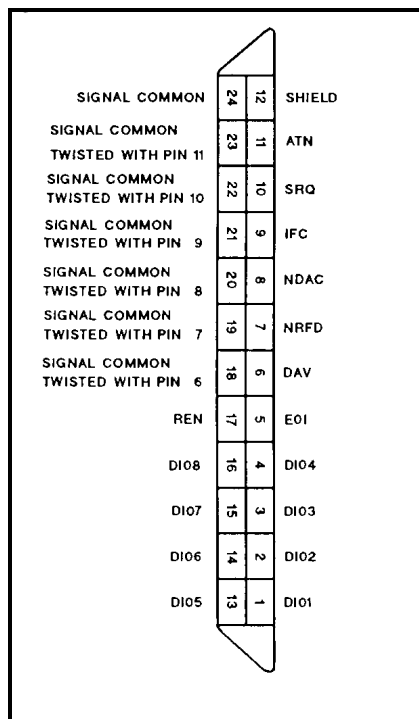 SIGNAL COMMON 24 12 SHIELD
SIGNAL COMMON
TWISTED WITH PIN 11 23 11 ATN
SIGNAL COMMON
TWISTED WITH PIN 10 22 10 SRQ
SIGNAL COMMON
TWISTED WITH PIN 9 21 9 IFC
SIGNAL COMMON
TWISTED WITH PIN 8 20 8 NDAC
SIGNAL COMMON
TWISTED WITH PIN 7 19 7 NRFD
SIGNAL COMMON
TWISTED WITH PIN 6 18 6 DAV
REN 17 5 EOI
DIO8 16 4 DIO4
DIO7 15 3 DIO3
DIO6 14 2 DIO2
DIO5 13 1 DIO1